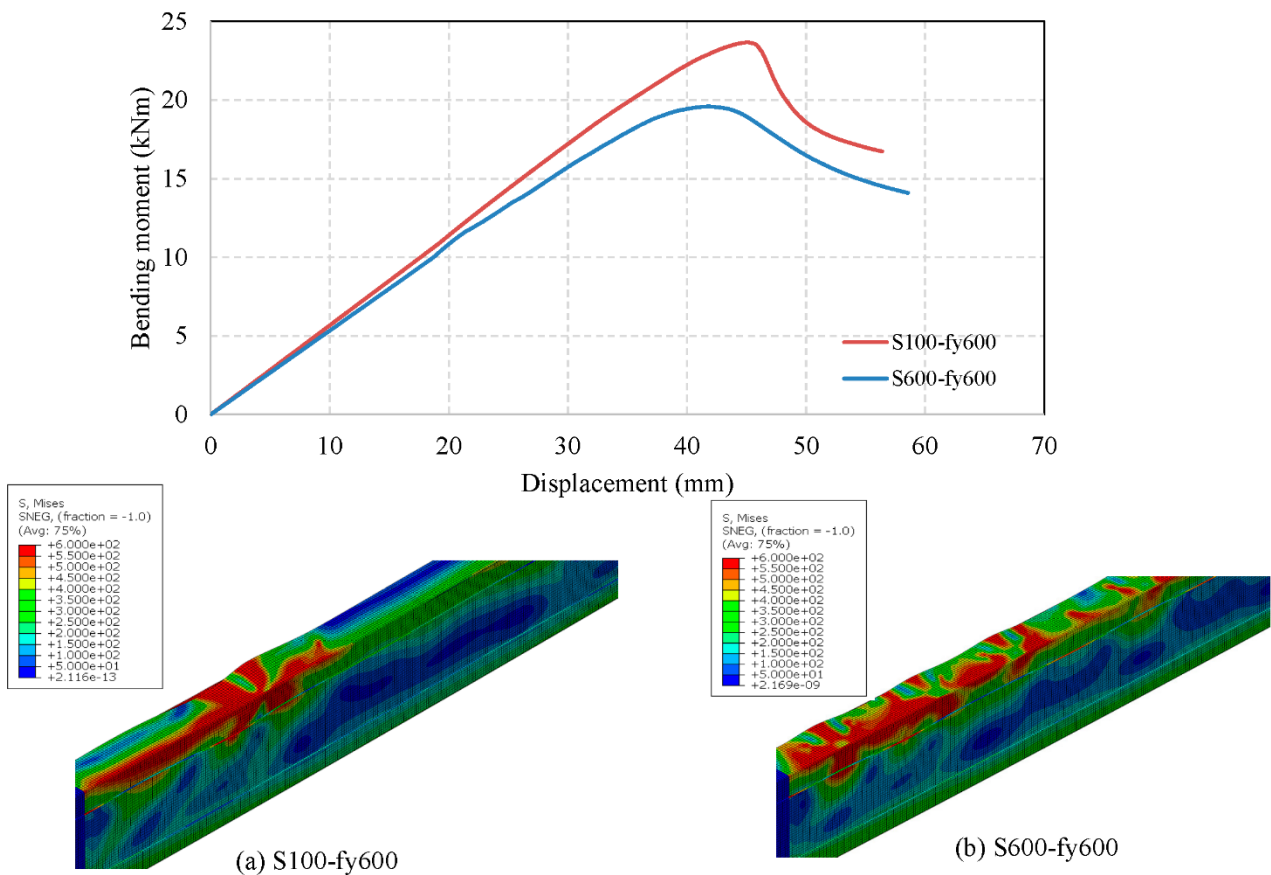 Bending moment (kNm)
25
20
15
10
5
0
0 10 20 30 40 50 60 70
S100-fy600
S600-fy600
Displacement (mm)
S, Mises
SNEG, (fraction = -1.0)
(Avg: 75%)
+6.000e+02
+5.500e+02
+5.000e+02
+4.500e+02
+4.000e+02
+3.500e+02
+3.000e+02
+2.500e+02
+2.000e+02
+1.500e+02
+1.000e+02
+5.000e+01
+2.116e-13
(a) S100-fy600
S, Mises
SNEG, (fraction = -1.0)
(Avg: 75%)
+6.000e+02
+5.500e+02
+5.000e+02
+4.500e+02
+4.000e+02
+3.500e+02
+3.000e+02
+2.500e+02
+2.000e+02
+1.500e+02
+1.000e+02
+5.000e+01
+2.169e-09
(b) S600-fy600